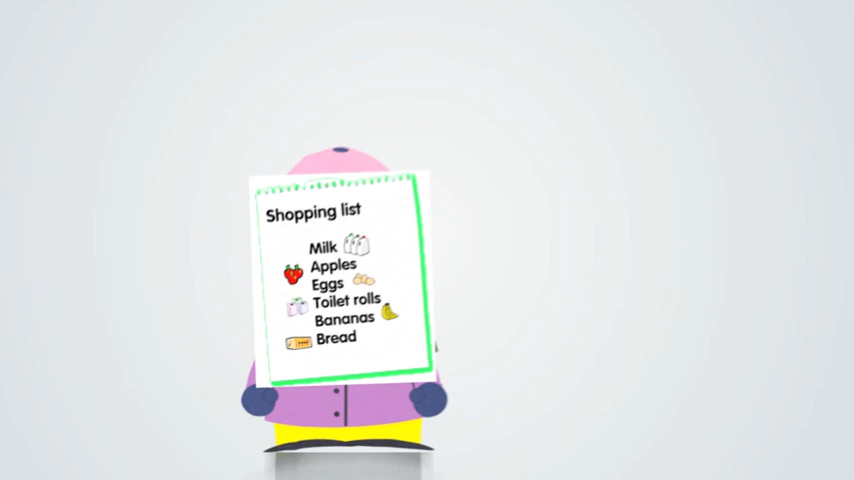 Shopping list
Milk
Apples
Eggs
Toilet rolls
Bananas
Bread